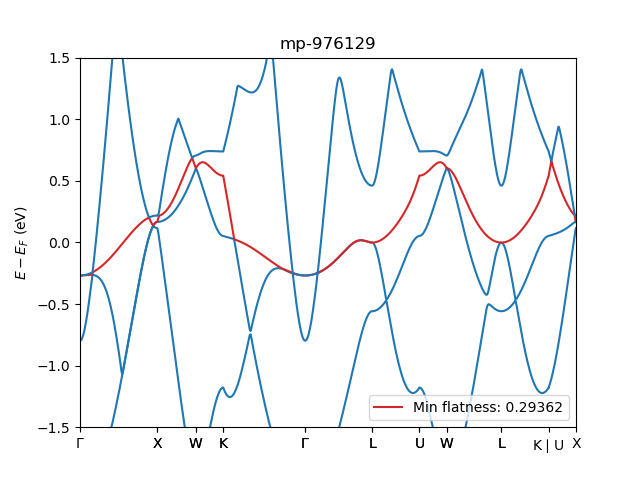 mp-976129
E − E_F (eV)
1.5
1.0
0.5
0.0
−0.5
−1.0
−1.5
Min flatness: 0.29362
Γ X W K Γ L U W L K | U X